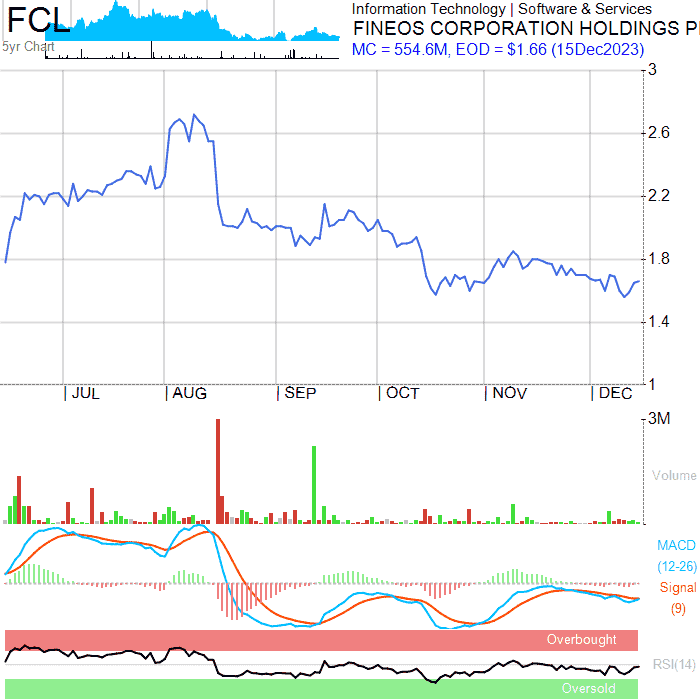 FCL
5yr Chart
Information Technology | Software & Services
FINEOS CORPORATION HOLDINGS P
MC = 554.6M, EOD = $1.66 (15Dec2023)
3
2.6
2.2
1.8
1.4
1
JUL
AUG
SEP
OCT
NOV
DEC
3M
Volume
MACD
(12-26)
Signal
(9)
Overbought
RSI(14)
Oversold